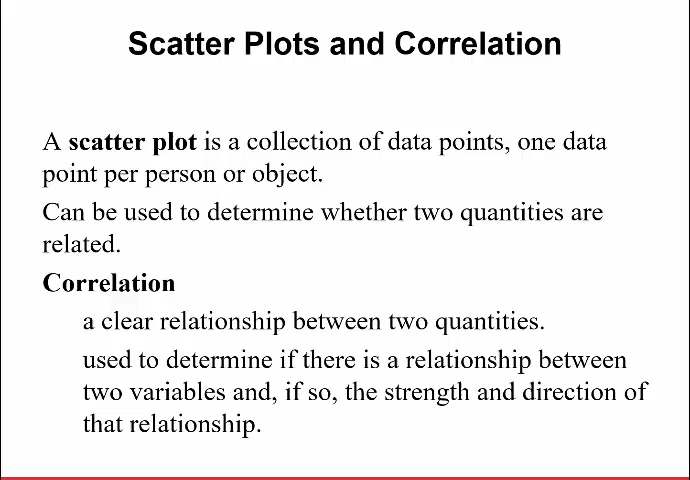 Scatter Plots and Correlation
A scatter plot is a collection of data points, one data
point per person or object.
Can be used to determine whether two quantities are
related.
Correlation
a clear relationship between two quantities.
used to determine if there is a relationship between
two variables and, if so, the strength and direction of
that relationship.